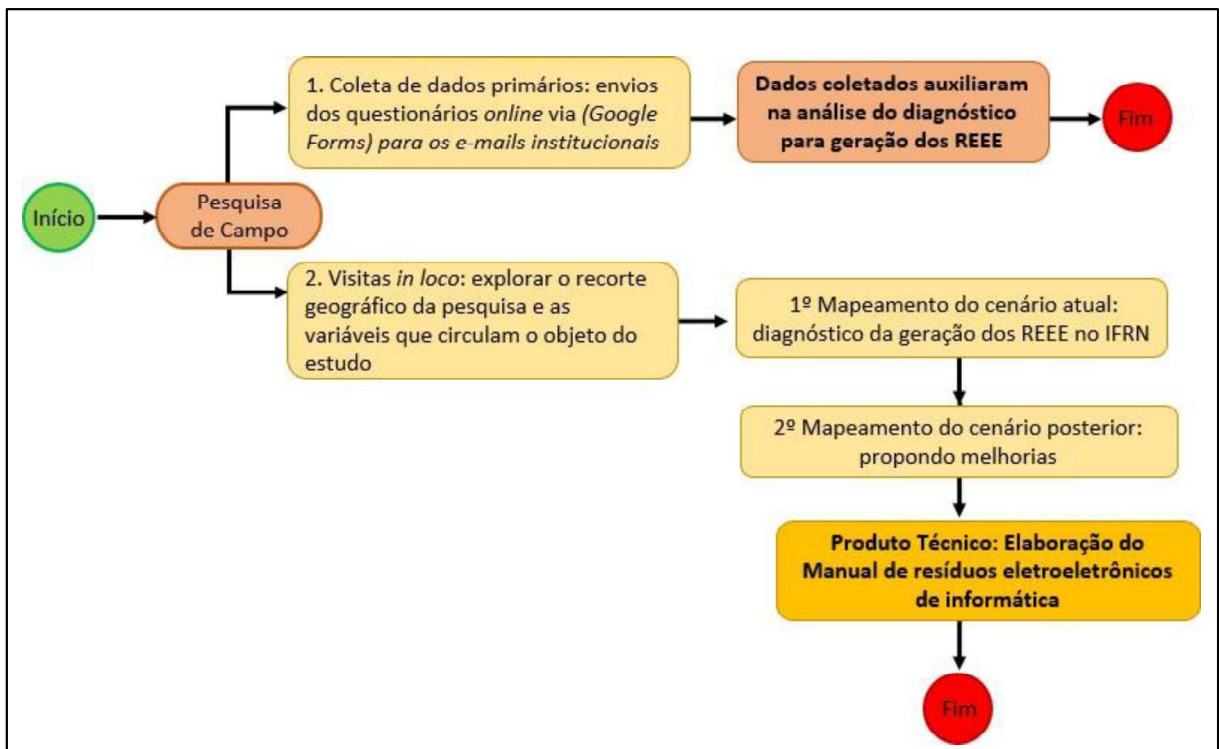 1. Coleta de dados primários: envios
dos questionários online via (Google
Forms) para os e-mails institucionais
Dados coletados auxiliaram
na análise do diagnóstico
para geração dos REEE
Fim
Início
Pesquisa
de Campo
2. Visitas in loco: explorar o recorte
geográfico da pesquisa e as
variáveis que circulam o objeto do
estudo
1º Mapeamento do cenário atual:
diagnóstico da geração dos REEE no IFRN
2º Mapeamento do cenário posterior:
propondo melhorias
Produto Técnico: Elaboração do
Manual de resíduos eletroeletrônicos
de informática
Fim